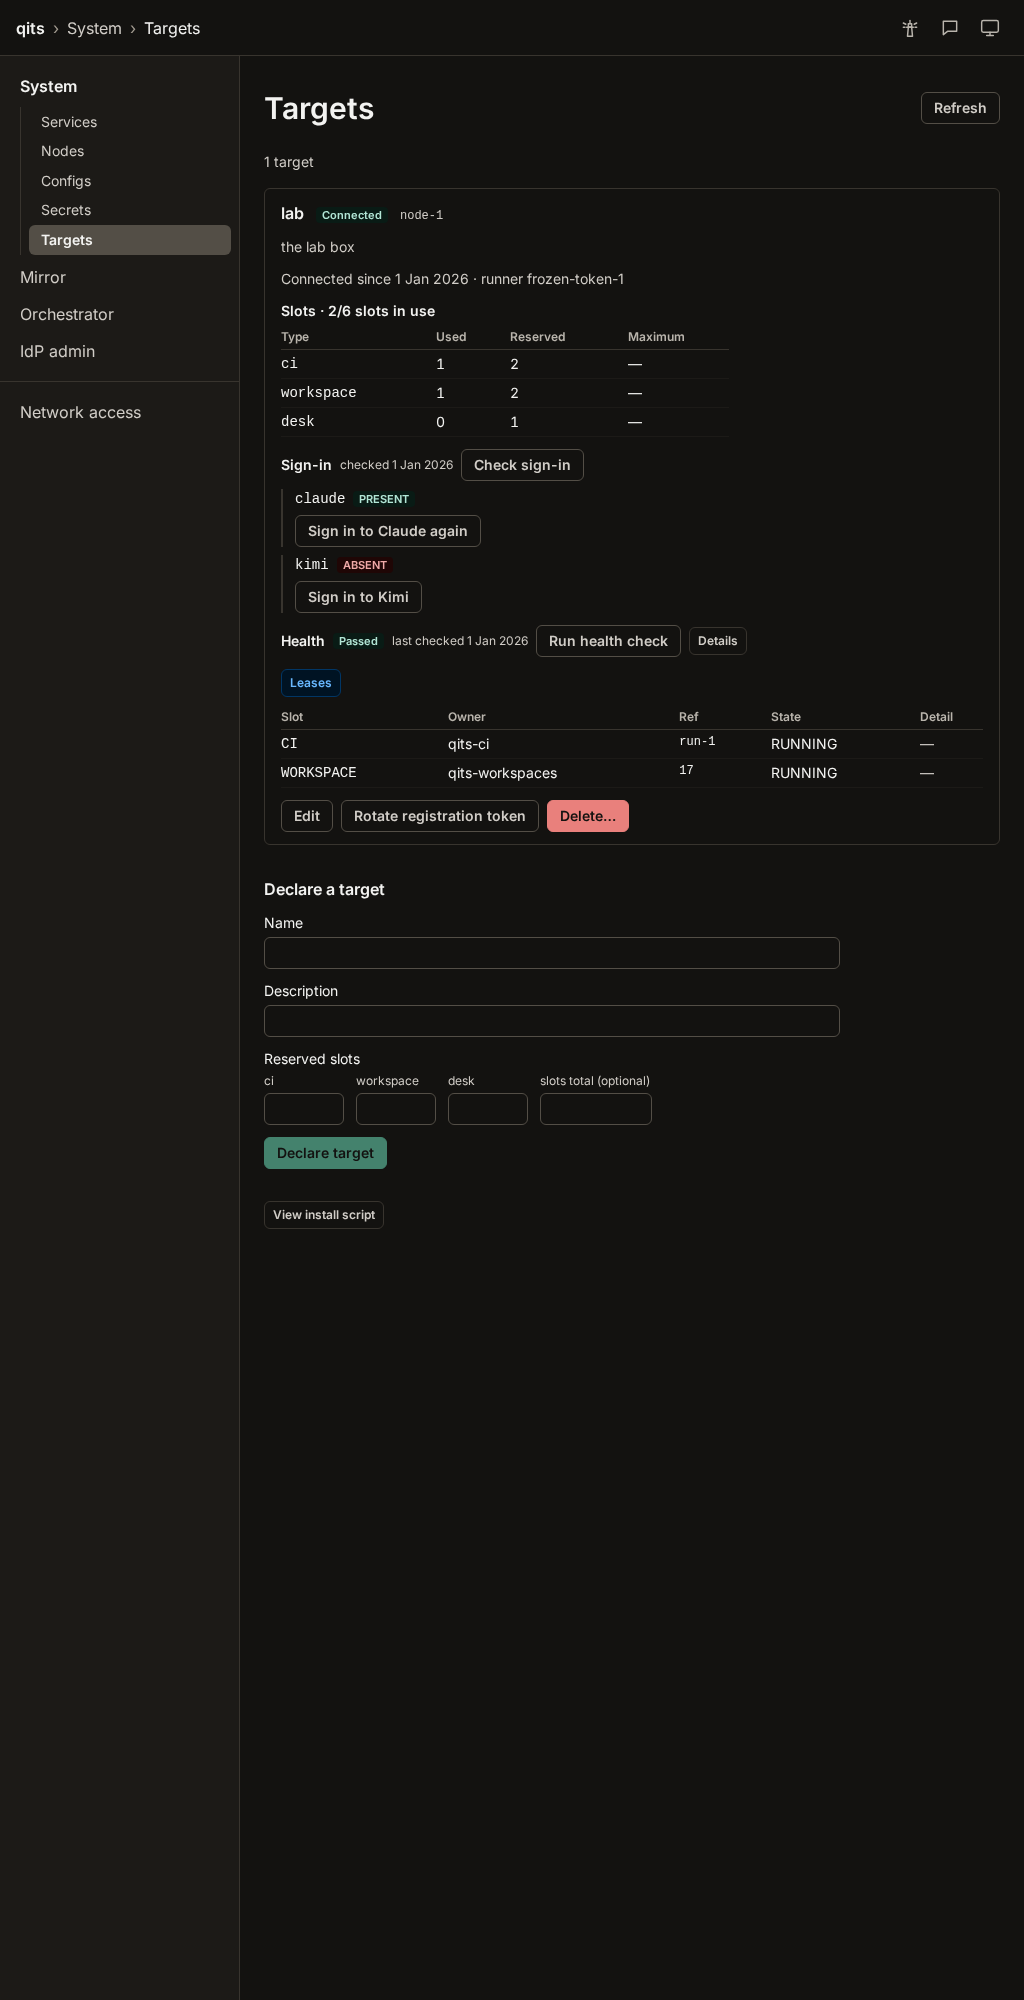 qits › System › Targets
System
Services
Nodes
Configs
Secrets
Targets
Mirror
Orchestrator
IdP admin
Network access
Targets
Refresh
1 target
lab Connected node-1
the lab box
Connected since 1 Jan 2026 · runner frozen-token-1
Slots · 2/6 slots in use
Type Used Reserved Maximum
ci 1 2 —
workspace 1 2 —
desk 0 1 —
Sign-in checked 1 Jan 2026 Check sign-in
claude PRESENT
Sign in to Claude again
kimi ABSENT
Sign in to Kimi
Health Passed last checked 1 Jan 2026 Run health check Details
Leases
Slot Owner Ref State Detail
CI qits-ci run-1 RUNNING —
WORKSPACE qits-workspaces 17 RUNNING —
Edit Rotate registration token Delete...
Declare a target
Name
Description
Reserved slots
ci workspace desk slots total (optional)
Declare target
View install script